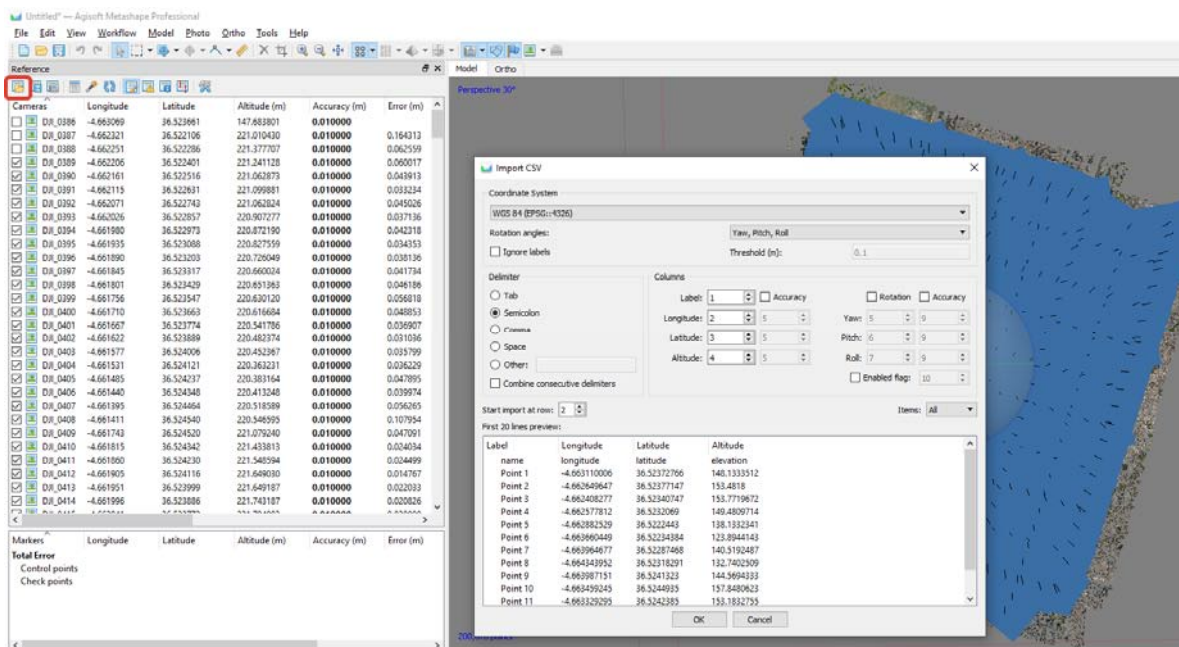 Untitled* — Agisoft Metashape Professional
File Edit View Workflow Model Photo Ortho Tools Help
Reference
Cameras Longitude Latitude Altitude (m) Accuracy (m) Error (m)
DJI_0386 -4.663069 36.523661 147.683801 0.010000
DJI_0387 -4.662321 36.522106 221.010430 0.010000 0.164313
DJI_0388 -4.662251 36.522286 221.377707 0.010000 0.062559
DJI_0389 -4.662206 36.522401 221.241128 0.010000 0.060017
DJI_0390 -4.662161 36.522516 221.062873 0.010000 0.043913
DJI_0391 -4.662115 36.522631 221.099881 0.010000 0.033234
DJI_0392 -4.662071 36.522743 221.062824 0.010000 0.045026
DJI_0393 -4.662026 36.522857 220.907277 0.010000 0.037136
DJI_0394 -4.661980 36.522973 220.872190 0.010000 0.042318
DJI_0395 -4.661935 36.523088 220.827559 0.010000 0.034353
DJI_0396 -4.661890 36.523203 220.726049 0.010000 0.038136
DJI_0397 -4.661845 36.523317 220.660024 0.010000 0.041734
DJI_0398 -4.661801 36.523429 220.651363 0.010000 0.046186
DJI_0399 -4.661756 36.523547 220.630120 0.010000 0.056818
DJI_0400 -4.661710 36.523663 220.616684 0.010000 0.048853
DJI_0401 -4.661667 36.523774 220.541786 0.010000 0.036907
DJI_0402 -4.661622 36.523889 220.482374 0.010000 0.031036
DJI_0403 -4.661577 36.524006 220.452367 0.010000 0.035799
DJI_0404 -4.661531 36.524121 220.363231 0.010000 0.036229
DJI_0405 -4.661485 36.524237 220.383164 0.010000 0.047895
DJI_0406 -4.661440 36.524348 220.413248 0.010000 0.039974
DJI_0407 -4.661395 36.524464 220.518589 0.010000 0.056265
DJI_0408 -4.661411 36.524540 220.546595 0.010000 0.107954
DJI_0409 -4.661743 36.524520 221.079240 0.010000 0.047091
DJI_0410 -4.661815 36.524342 221.433813 0.010000 0.024034
DJI_0411 -4.661860 36.524230 221.548594 0.010000 0.024499
DJI_0412 -4.661905 36.524116 221.649030 0.010000 0.014767
DJI_0413 -4.661951 36.523999 221.649187 0.010000 0.022033
DJI_0414 -4.661996 36.523886 221.743187 0.010000 0.020826
Markers Longitude Latitude Altitude (m) Accuracy (m) Error (m)
Total Error
Control points
Check points
Model Ortho
Perspective 30°
Import CSV
Coordinate System
WGS 84 (EPSG::4326)
Rotation angles: Yaw, Pitch, Roll
Ignore labels Threshold (m): 0.1
Delimiter Columns
Tab Label: 1 Accuracy Rotation Accuracy
Semicolon Longitude: 2 5 Yaw: 5 9
Comma
Space Latitude: 3 5 Pitch: 6 9
Other: Altitude: 4 5 Roll: 7 9
Combine consecutive delimiters Enabled flag: 10
Start import at row: 2 Items: All
First 20 lines preview:
Label Longitude Latitude Altitude
name longitude latitude elevation
Point 1 -4.663110006 36.52372766 148.1333512
Point 2 -4.662649647 36.52377147 153.4818
Point 3 -4.662408277 36.52340747 153.7719672
Point 4 -4.662577812 36.5232069 149.4809714
Point 5 -4.662882529 36.5222443 138.1332341
Point 6 -4.663660449 36.52234384 123.8944143
Point 7 -4.663964677 36.52287468 140.5192487
Point 8 -4.664343952 36.52318291 132.7402509
Point 9 -4.663987151 36.5241323 144.5694333
Point 10 -4.663459245 36.5244935 157.8480623
Point 11 -4.663329295 36.5242385 153.1832755
OK Cancel